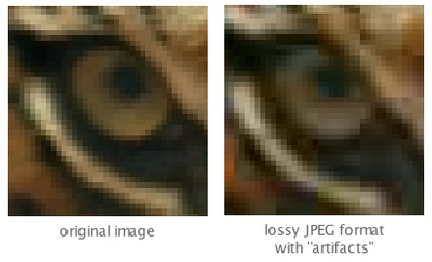 original image
lossy JPEG format
with "artifacts"